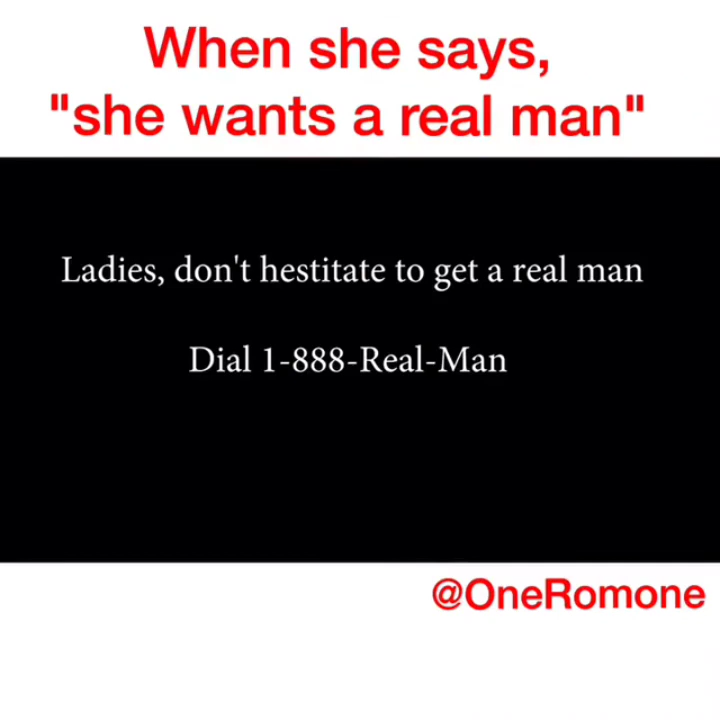 When she says,
"she wants a real man"
Ladies, don't hestitate to get a real man
Dial 1-888-Real-Man
@OneRomone